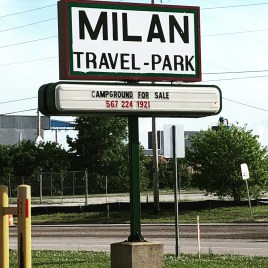 MILAN
TRAVEL-PARK
CAMPGROUND FOR SALE
567 224 1921